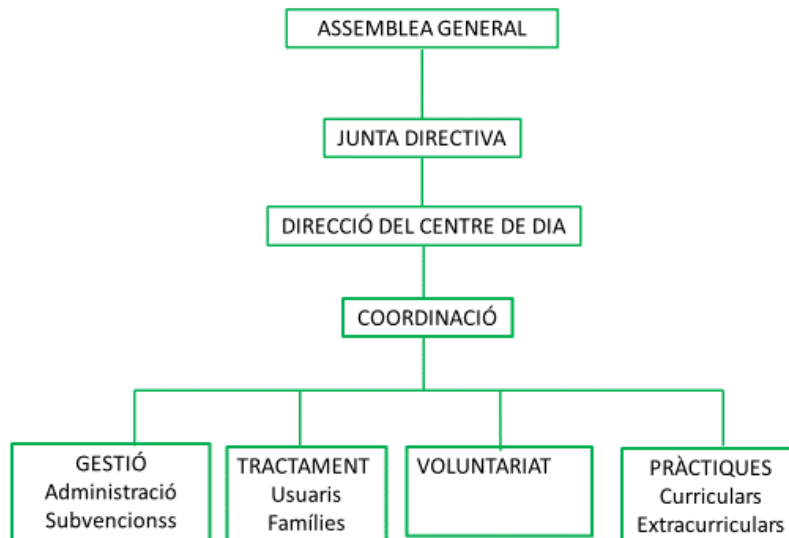 ASSEMBLEA GENERAL
JUNTA DIRECTIVA
DIRECCIÓ DEL CENTRE DE DIA
COORDINACIÓ
GESTIÓ
Administració
Subvencionss
TRACTAMENT
Usuaris
Famílies
VOLUNTARIAT
PRÀCTIQUES
Curriculars
Extracurriculars